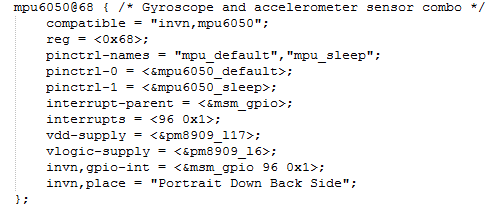 mpu6050@68 { /* Gyroscope and accelerometer sensor combo */
compatible = "invn,mpu6050";
reg = <0x68>;
pinctrl-names = "mpu_default","mpu_sleep";
pinctrl-0 = <&mpu6050_default>;
pinctrl-1 = <&mpu6050_sleep>;
interrupt-parent = <&msm_gpio>;
interrupts = <96 0x1>;
vdd-supply = <&pm8909_l17>;
vlogic-supply = <&pm8909_l6>;
invn,gpio-int = <&msm_gpio 96 0x1>;
invn,place = "Portrait Down Back Side";
};